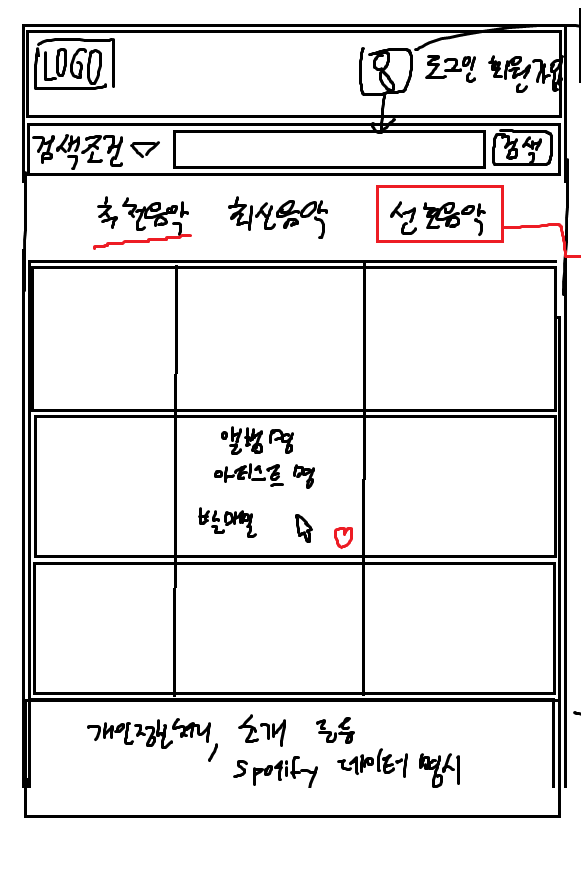 LOGO 로그인 회원가입
검색조건 검색
추천음악 최신음악 선호음악
앨범명
아티스트 명
발매일
개인정보처리, 소개 등등
Spotify 데이터 명시